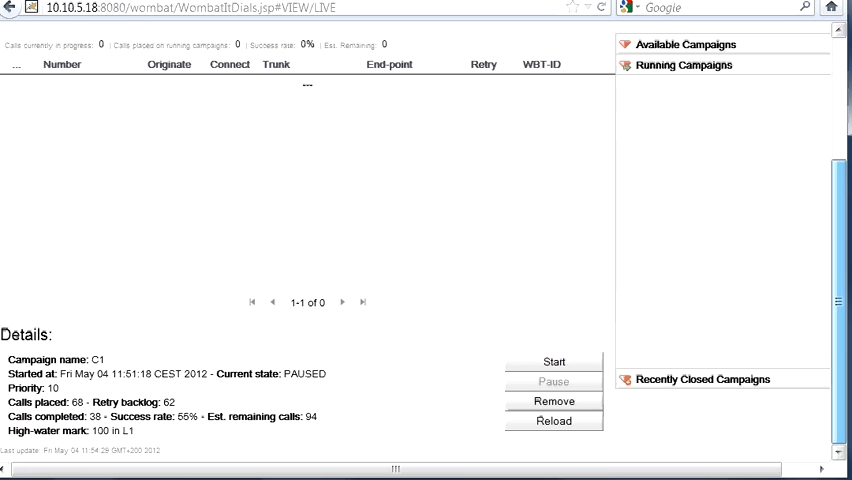 10.10.5.18:8080/wombat/WombatItDials.jsp#VIEW/LIVE
Google
Calls currently in progress: 0 | Calls placed on running campaigns: 0 | Success rate: 0% | Est. Remaining: 0
... Number Originate Connect Trunk End-point Retry WBT-ID
---
1-1 of 0
Available Campaigns
Running Campaigns
Recently Closed Campaigns
Details:
Campaign name: C1
Started at: Fri May 04 11:51:18 CEST 2012 - Current state: PAUSED
Priority: 10
Calls placed: 68 - Retry backlog: 62
Calls completed: 38 - Success rate: 55% - Est. remaining calls: 94
High-water mark: 100 in L1
Start
Pause
Remove
Reload
Last update: Fri May 04 11:54:29 GMT+200 2012